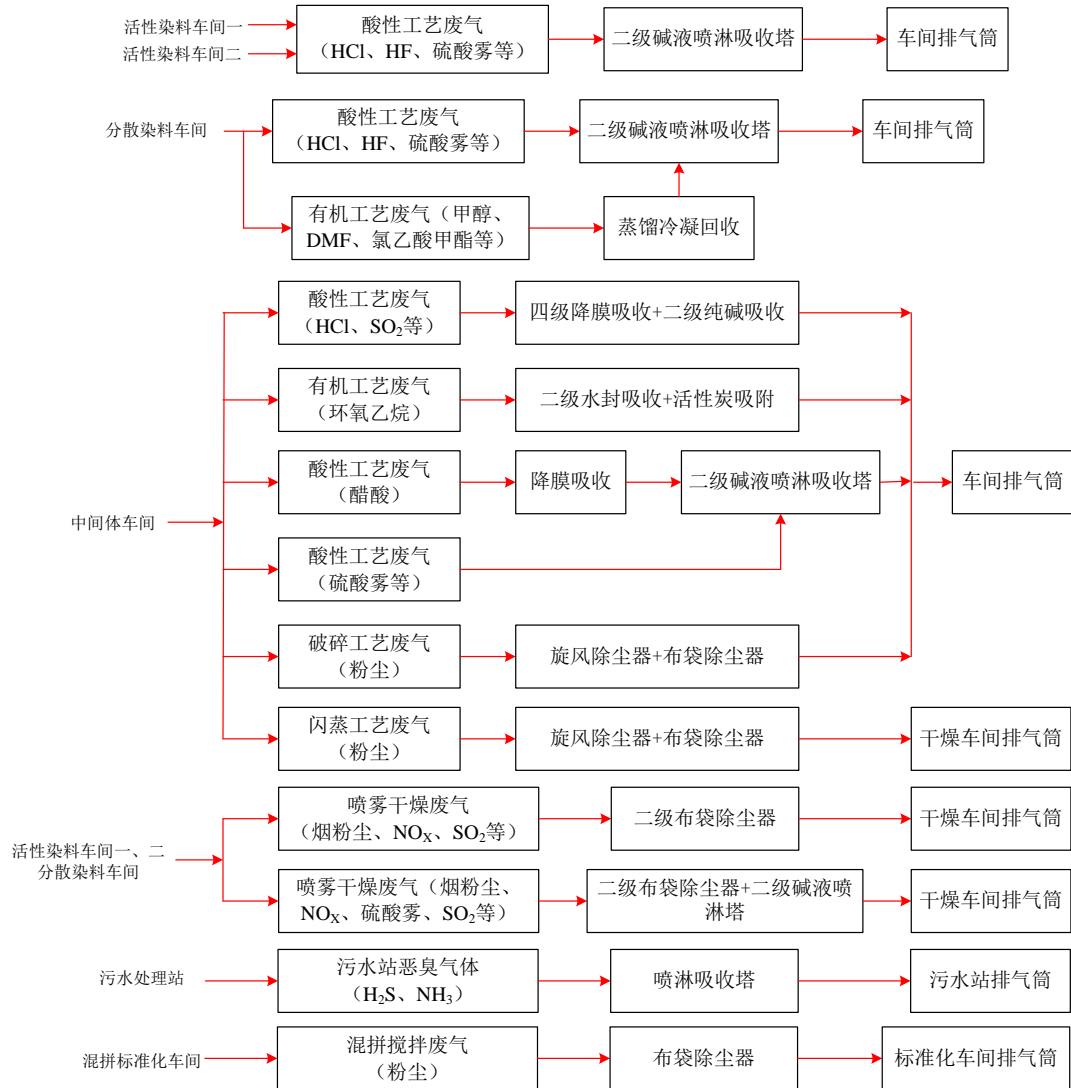 活性染料车间一
活性染料车间二
酸性工艺废气
（HCl、HF、硫酸雾等）
二级碱液喷淋吸收塔
车间排气筒
分散染料车间
酸性工艺废气
（HCl、HF、硫酸雾等）
二级碱液喷淋吸收塔
车间排气筒
有机工艺废气（甲醇、
DMF、氯乙酸甲酯等）
蒸馏冷凝回收
中间体车间
酸性工艺废气
（HCl、SO₂等）
四级降膜吸收+二级纯碱吸收
有机工艺废气
（环氧乙烷）
二级水封吸收+活性炭吸附
酸性工艺废气
（醋酸）
降膜吸收
二级碱液喷淋吸收塔
车间排气筒
酸性工艺废气
（硫酸雾等）
破碎工艺废气
（粉尘）
旋风除尘器+布袋除尘器
闪蒸工艺废气
（粉尘）
旋风除尘器+布袋除尘器
干燥车间排气筒
活性染料车间一、二
分散染料车间
喷雾干燥废气
（烟粉尘、NOX、SO₂等）
二级布袋除尘器
干燥车间排气筒
喷雾干燥废气（烟粉尘、
NOX、硫酸雾、SO₂等）
二级布袋除尘器+二级碱液喷
淋塔
干燥车间排气筒
污水处理站
污水站恶臭气体
（H₂S、NH₃）
喷淋吸收塔
污水站排气筒
混拼标准化车间
混拼搅拌废气
（粉尘）
布袋除尘器
标准化车间排气筒